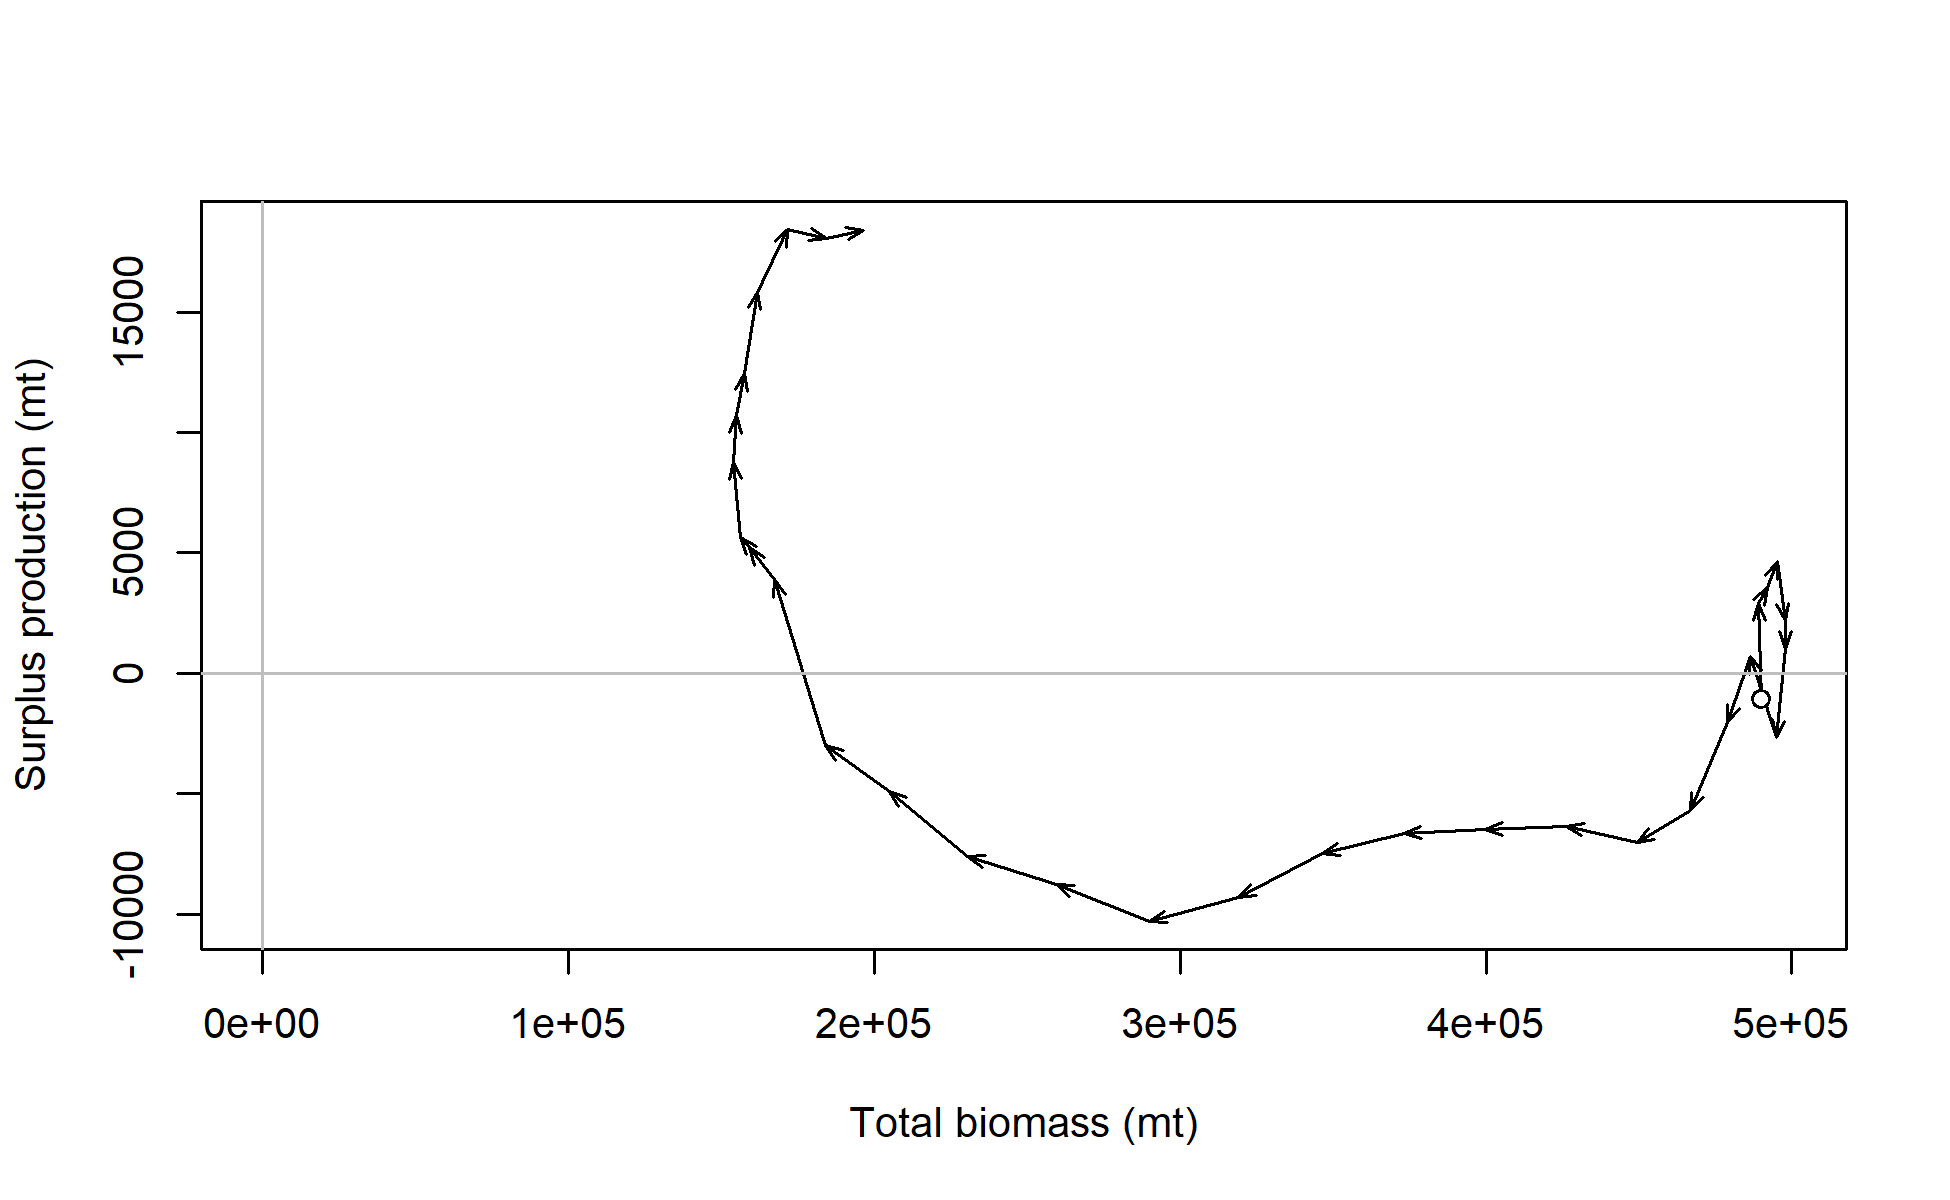 Surplus production (mt)
15000
5000
0
-10000
0e+00 1e+05 2e+05 3e+05 4e+05 5e+05
Total biomass (mt)